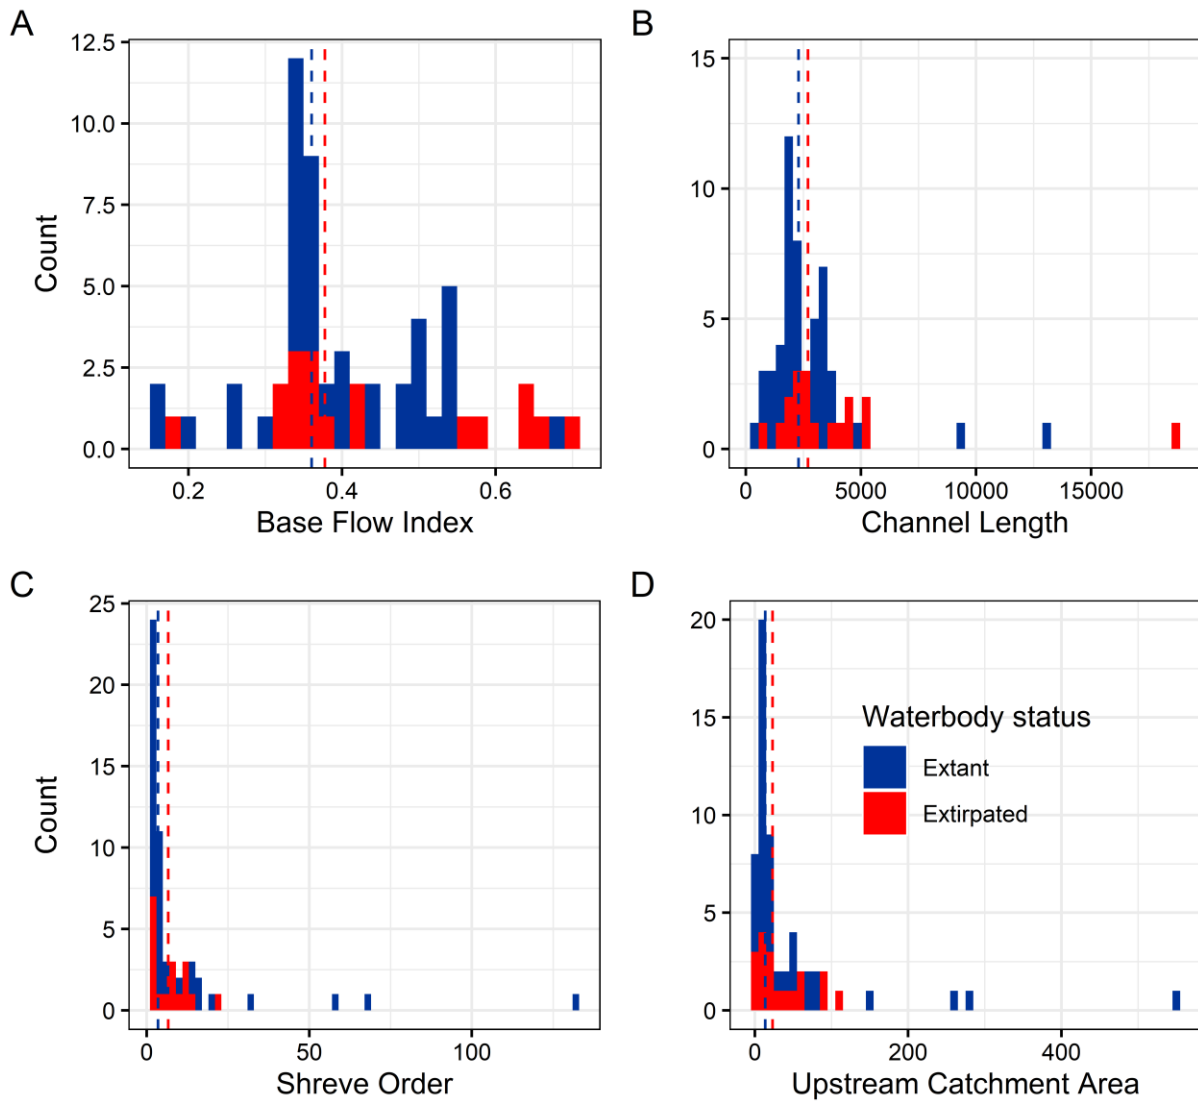 A
12.5
10.0
7.5
5.0
2.5
0.0
Count
0.2 0.4 0.6
Base Flow Index
B
15
10
5
0
0 5000 10000 15000
Channel Length
C
25
20
15
10
5
0
Count
0 50 100
Shreve Order
D
20
15
10
5
0
Waterbody status
Extant
Extirpated
0 200 400
Upstream Catchment Area